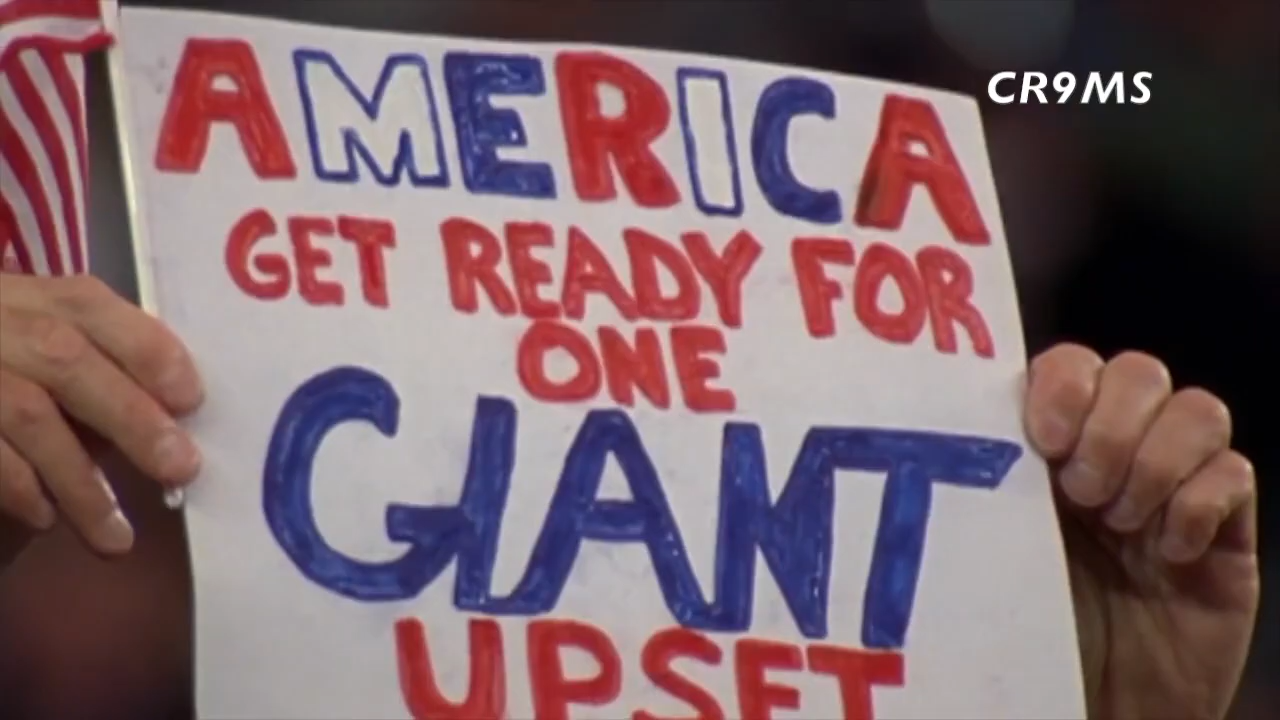 CR9MS
AMERICA
GET READY FOR
ONE
GIANT
UPSET